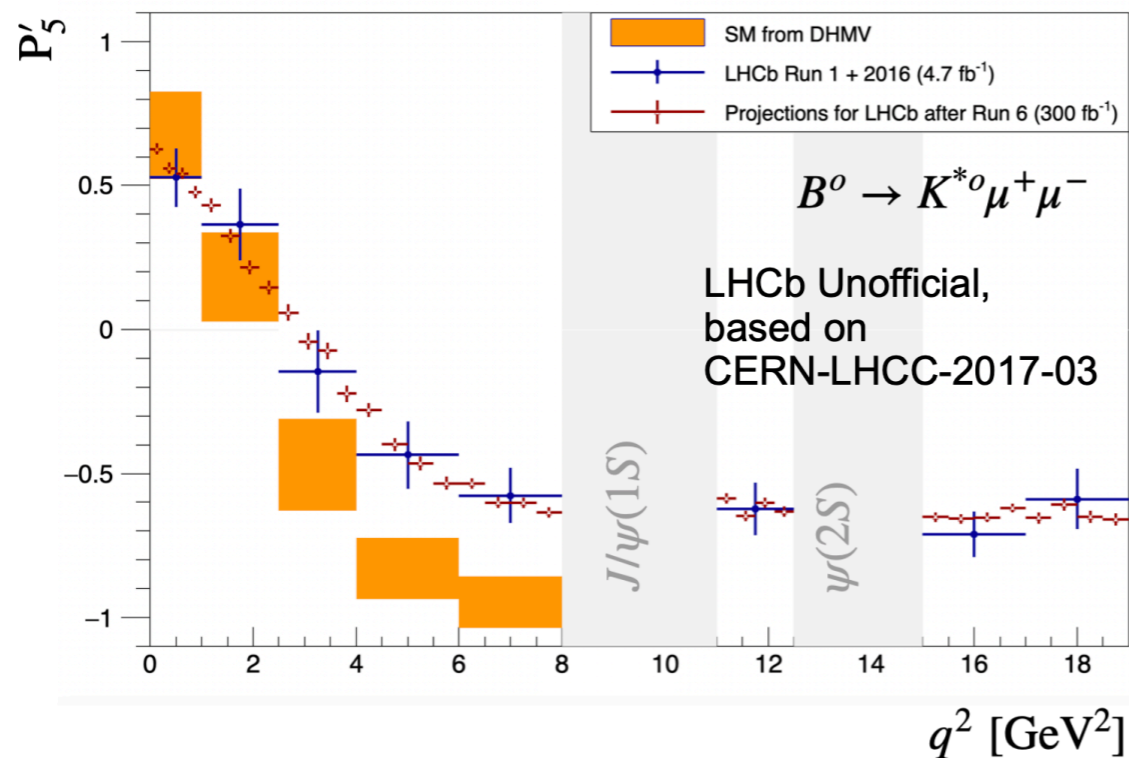 P′₅
1
0.5
0
−0.5
−1
SM from DHMV
LHCb Run 1 + 2016 (4.7 fb⁻¹)
Projections for LHCb after Run 6 (300 fb⁻¹)
B⁰ → K*⁰μ⁺μ⁻
LHCb Unofficial,
based on
CERN-LHCC-2017-03
J/ψ(1S)
ψ(2S)
0 2 4 6 8 10 12 14 16 18
q² [GeV²]